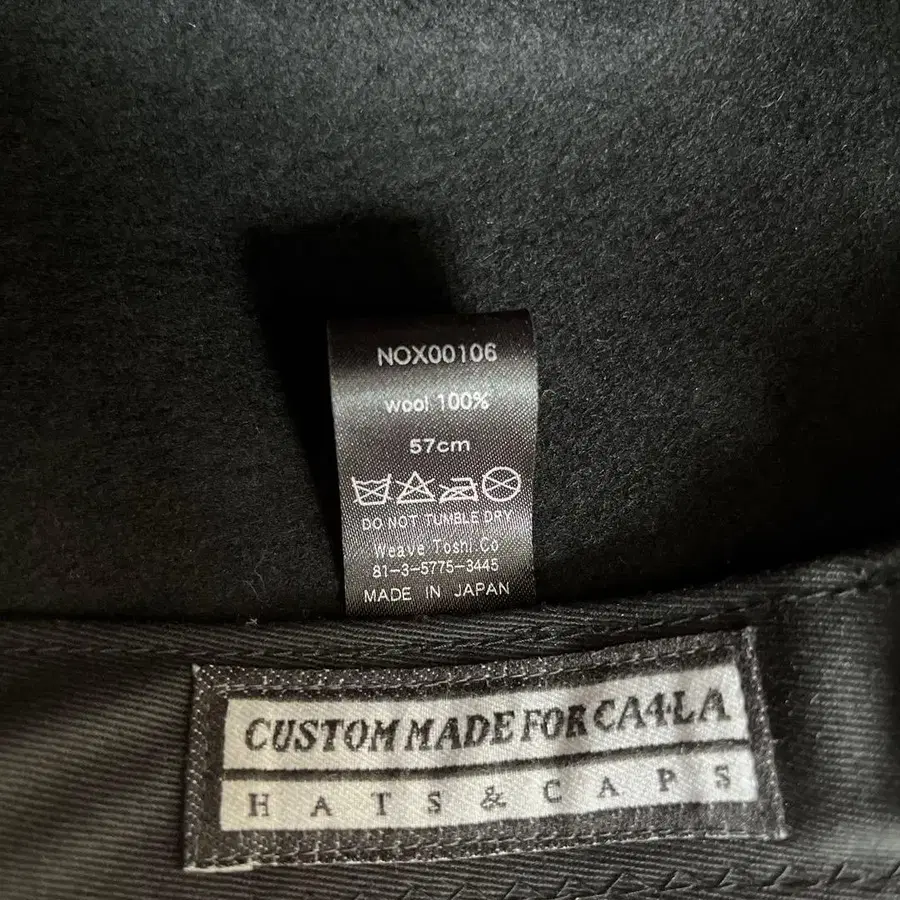 NOX00106
wool 100%
57cm
DO NOT TUMBLE DRY
Weave Toshi.Co
81-3-5775-3445
MADE IN JAPAN
CUSTOM MADE FOR CA4LA
HATS & CAPS